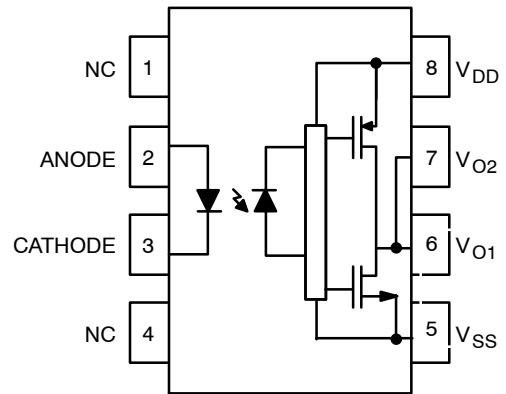 NC 1
ANODE 2
CATHODE 3
NC 4
8 VDD
7 VO2
6 VO1
5 VSS